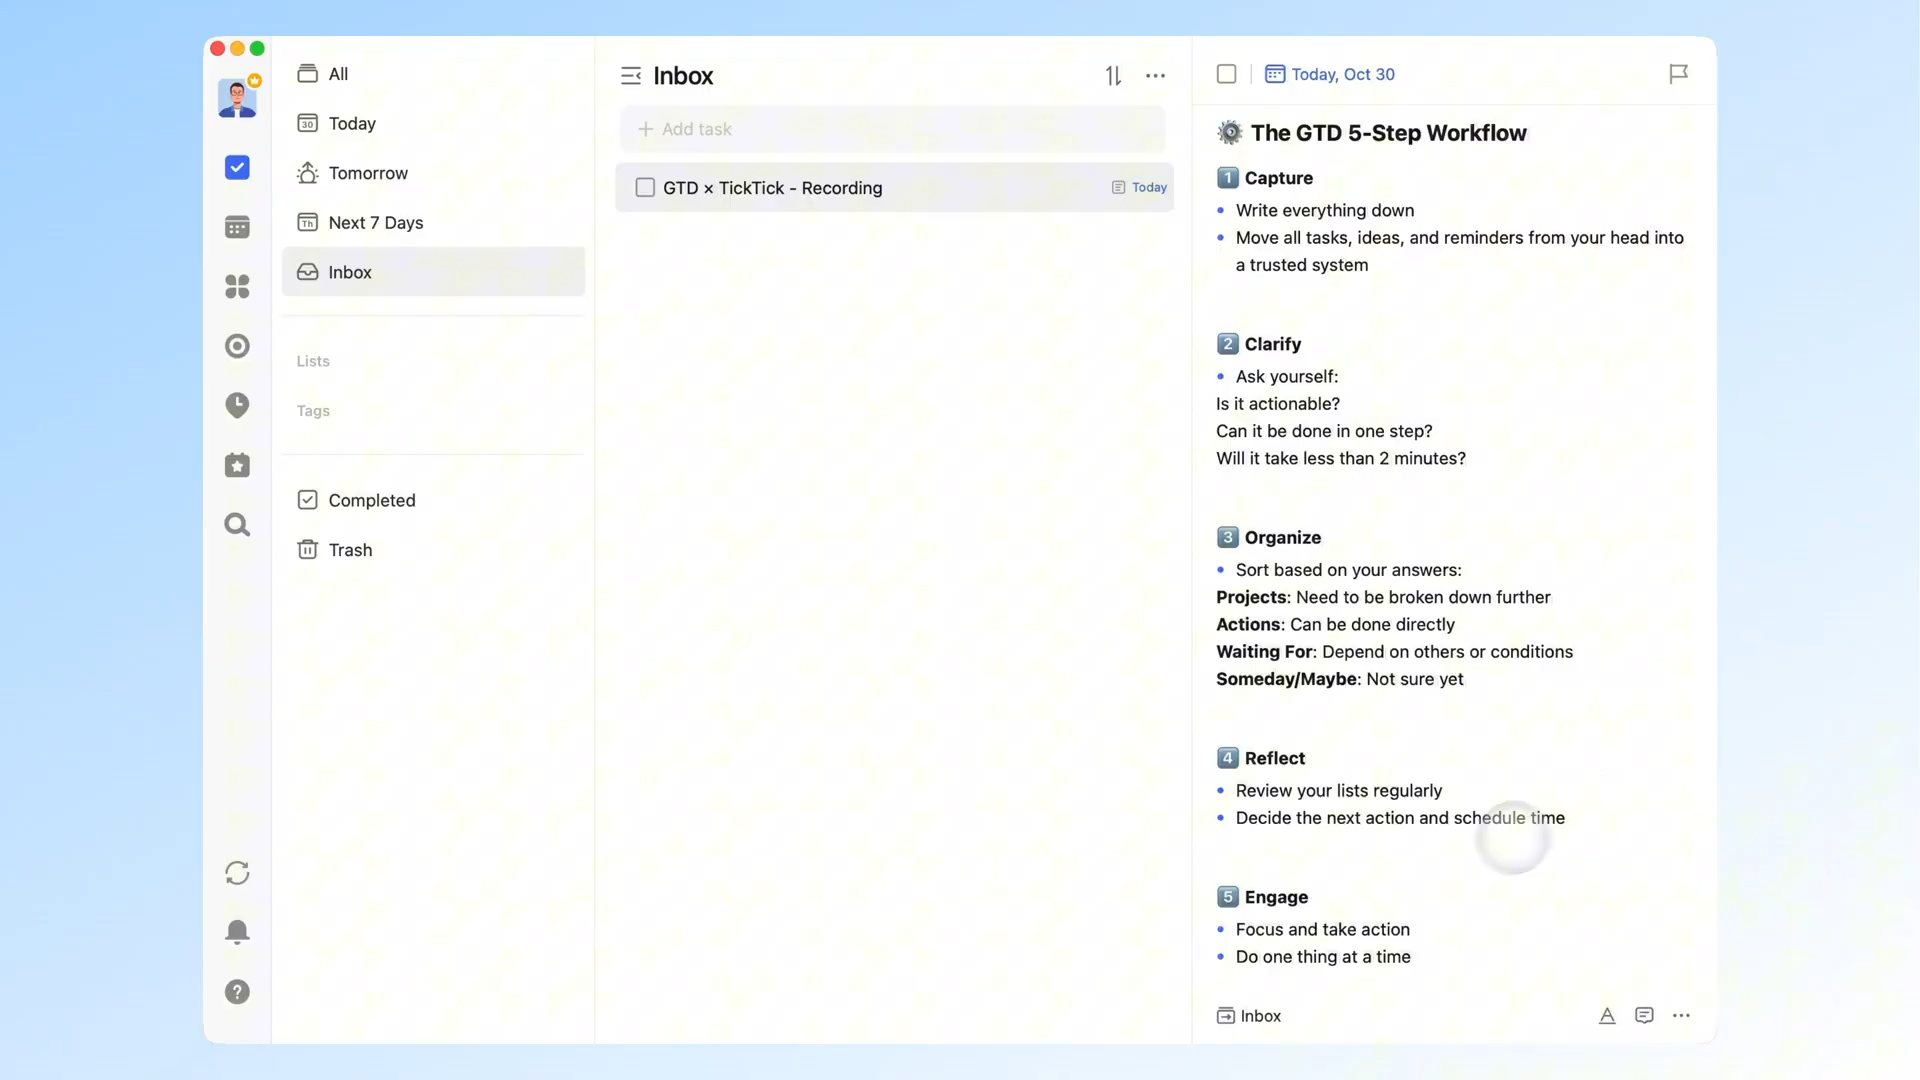 All
30 Today
Tomorrow
Th Next 7 Days
Inbox
Lists
Tags
Completed
Trash
?
Inbox
+ Add task
GTD × TickTick - Recording
Today
Today, Oct 30
The GTD 5-Step Workflow
1 Capture
• Write everything down
• Move all tasks, ideas, and reminders from your head into
a trusted system
2 Clarify
• Ask yourself:
Is it actionable?
Can it be done in one step?
Will it take less than 2 minutes?
3 Organize
• Sort based on your answers:
Projects: Need to be broken down further
Actions: Can be done directly
Waiting For: Depend on others or conditions
Someday/Maybe: Not sure yet
4 Reflect
• Review your lists regularly
• Decide the next action and schedule time
5 Engage
• Focus and take action
• Do one thing at a time
Inbox
A